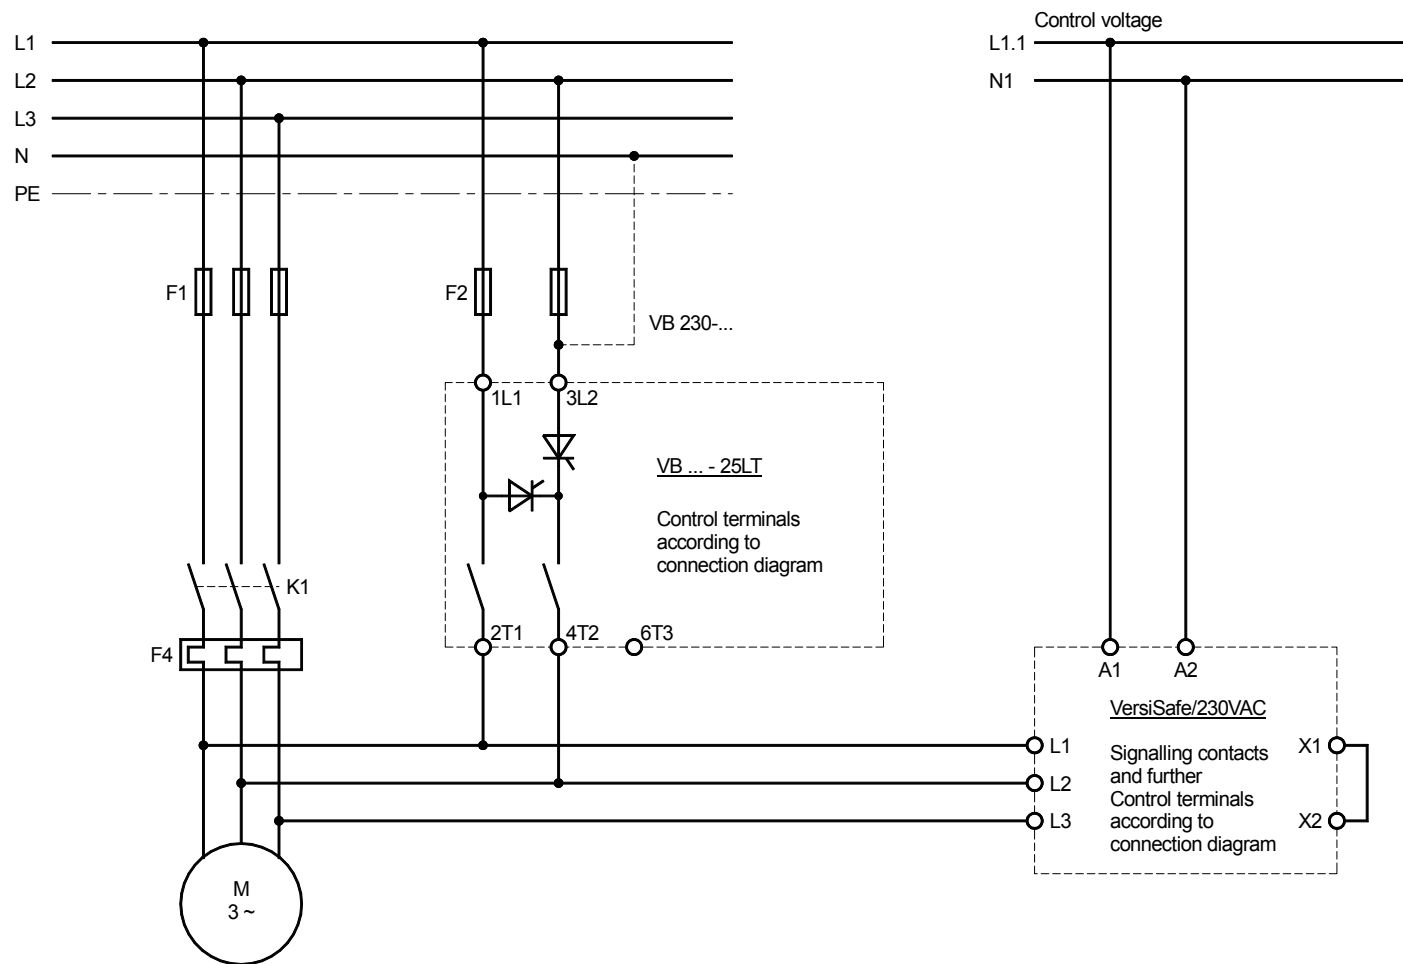 Control voltage
L1
L1.1
L2
N1
L3
N
PE
F1
F2
VB 230-...
1L1
3L2
VB ... - 25LT
Control terminals
according to
connection diagram
K1
2T1
4T2
6T3
F4
A1
A2
VersiSafe/230VAC
L1
L2
L3
Signalling contacts
and further
Control terminals
according to
connection diagram
X1
X2
M
3 ~